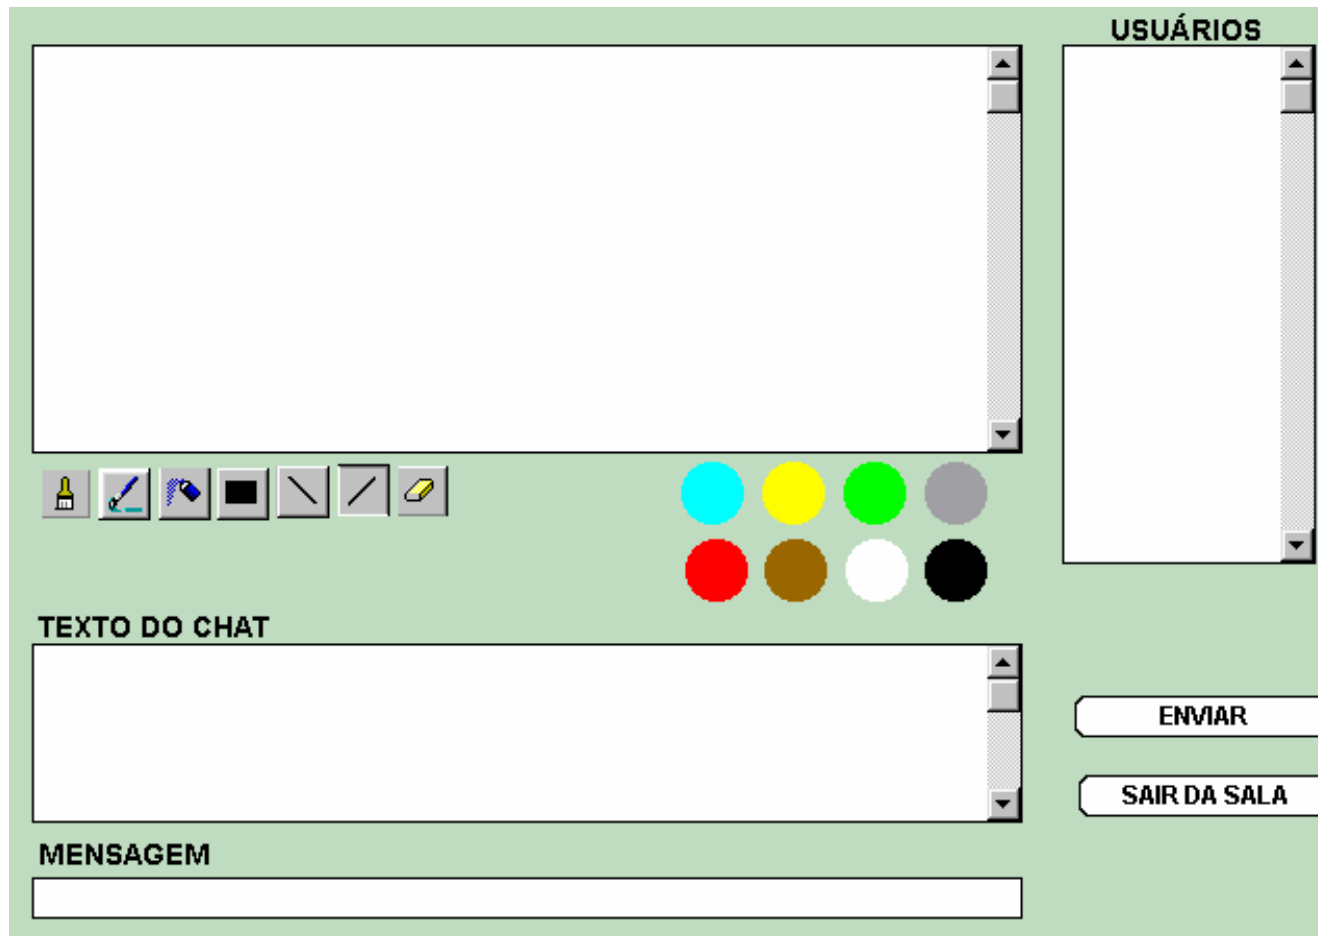 USUÁRIOS
TEXTO DO CHAT
ENVIAR
SAIR DA SALA
MENSAGEM